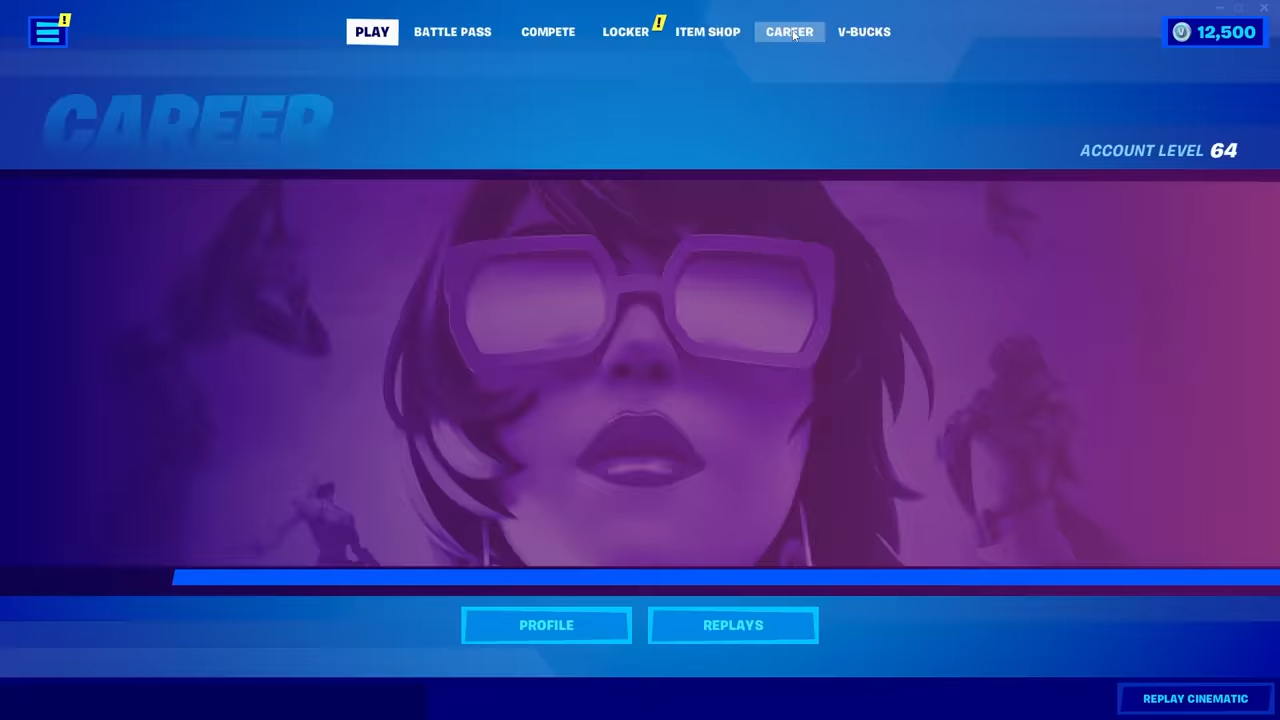 !
PLAY
BATTLE PASS
COMPETE
LOCKER
!
ITEM SHOP
CAREER
V-BUCKS
V 12,500
CAREER
ACCOUNT LEVEL 64
PROFILE
REPLAYS
REPLAY CINEMATIC